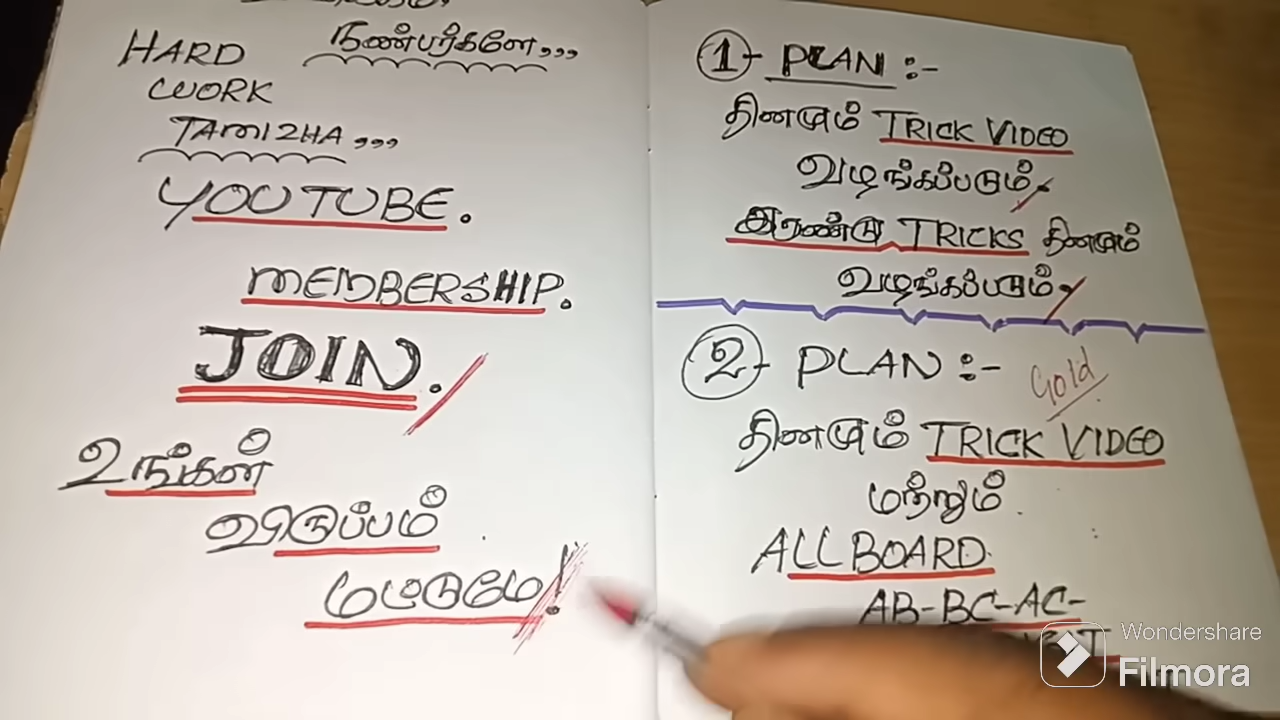 HARD
நண்பர்களே,,,
WORK
TAMIZHA,,,
YOUTUBE.
MEMBERSHIP.
JOIN.
உங்கள்
விருப்பம்
மட்டுமே!
1- PLAN :-
தினமும் TRICK VIDEO
வழங்கப்படும்.
இரண்டு TRICKS தினமும்
வழங்கப்படும்.
2- PLAN :- Gold
தினமும் TRICK VIDEO
மற்றும்
ALL BOARD
AB-BC-AC-
Wondershare
Filmora